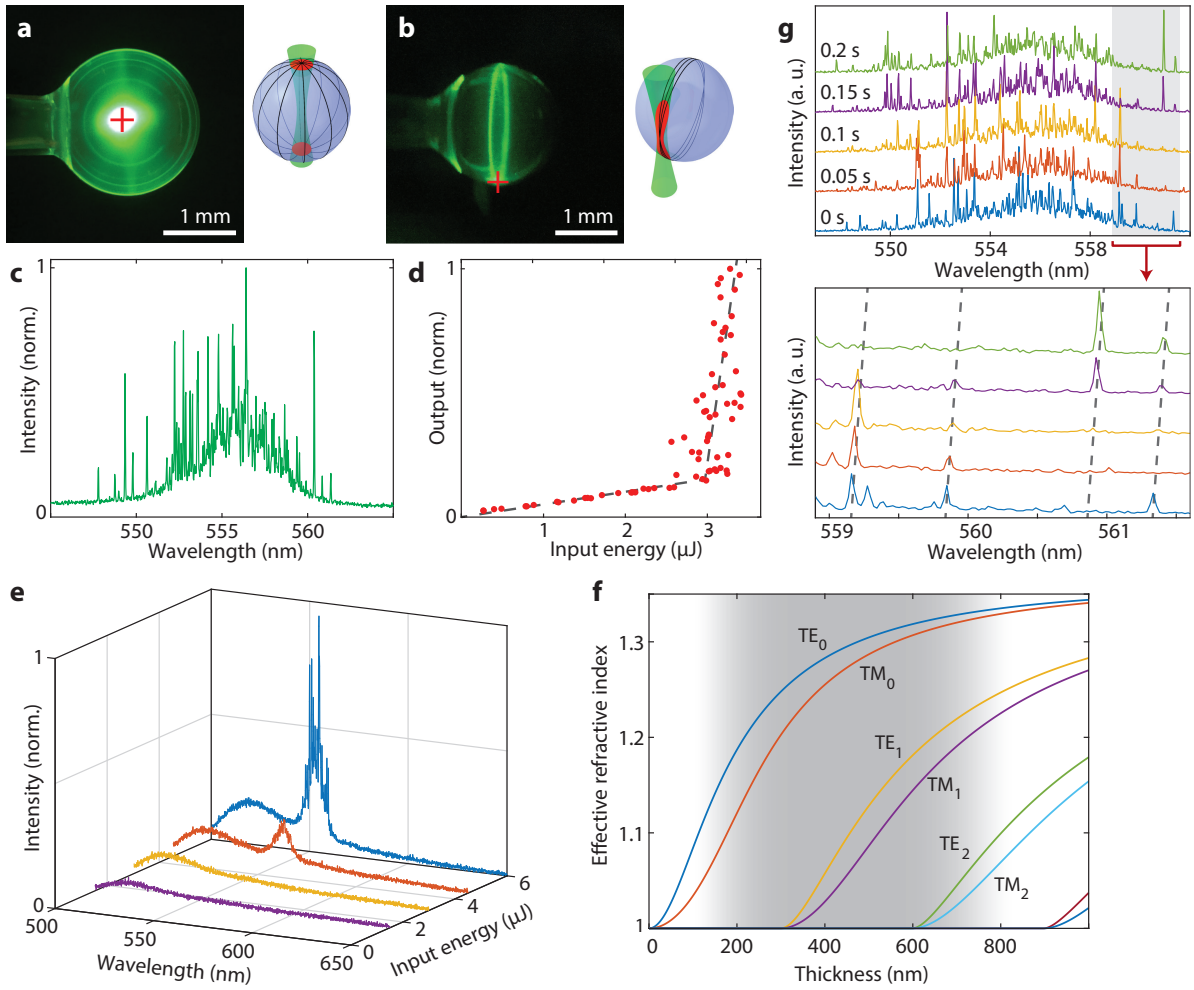 a
1 mm
b
1 mm
g
0.2 s
0.15 s
0.1 s
0.05 s
0 s
Intensity (a. u.)
550
554
558
Wavelength (nm)
c
1
0
Intensity (norm.)
550
555
560
Wavelength (nm)
d
1
0
Output (norm.)
1
2
3
Input energy (μJ)
Intensity (a. u.)
559
560
561
Wavelength (nm)
e
1
0
Intensity (norm.)
500
550
600
650
Wavelength (nm)
0
2
4
6
Input energy (μJ)
f
Effective refractive index
1.3
1.2
1.1
1
TE0
TM0
TE1
TM1
TE2
TM2
0
200
400
600
800
Thickness (nm)